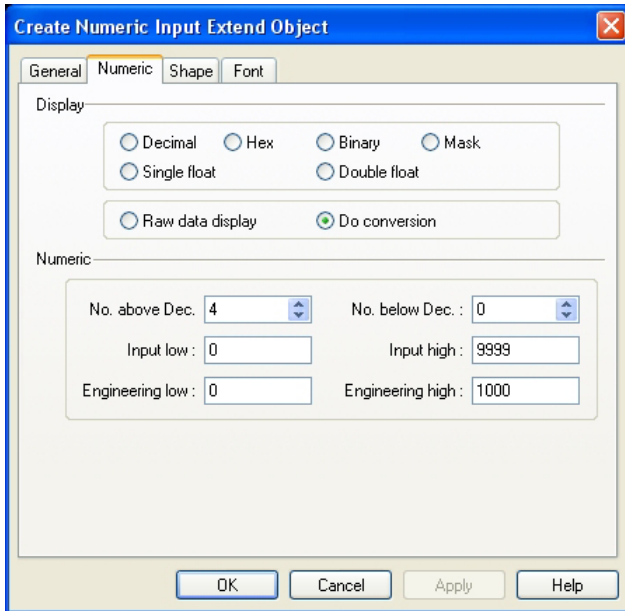 Create Numeric Input Extend Object
General Numeric Shape Font
Display
Decimal Hex Binary Mask
Single float Double float
Raw data display Do conversion
Numeric
No. above Dec. 4 No. below Dec. : 0
Input low : 0 Input high : 9999
Engineering low : 0 Engineering high : 1000
OK Cancel Apply Help